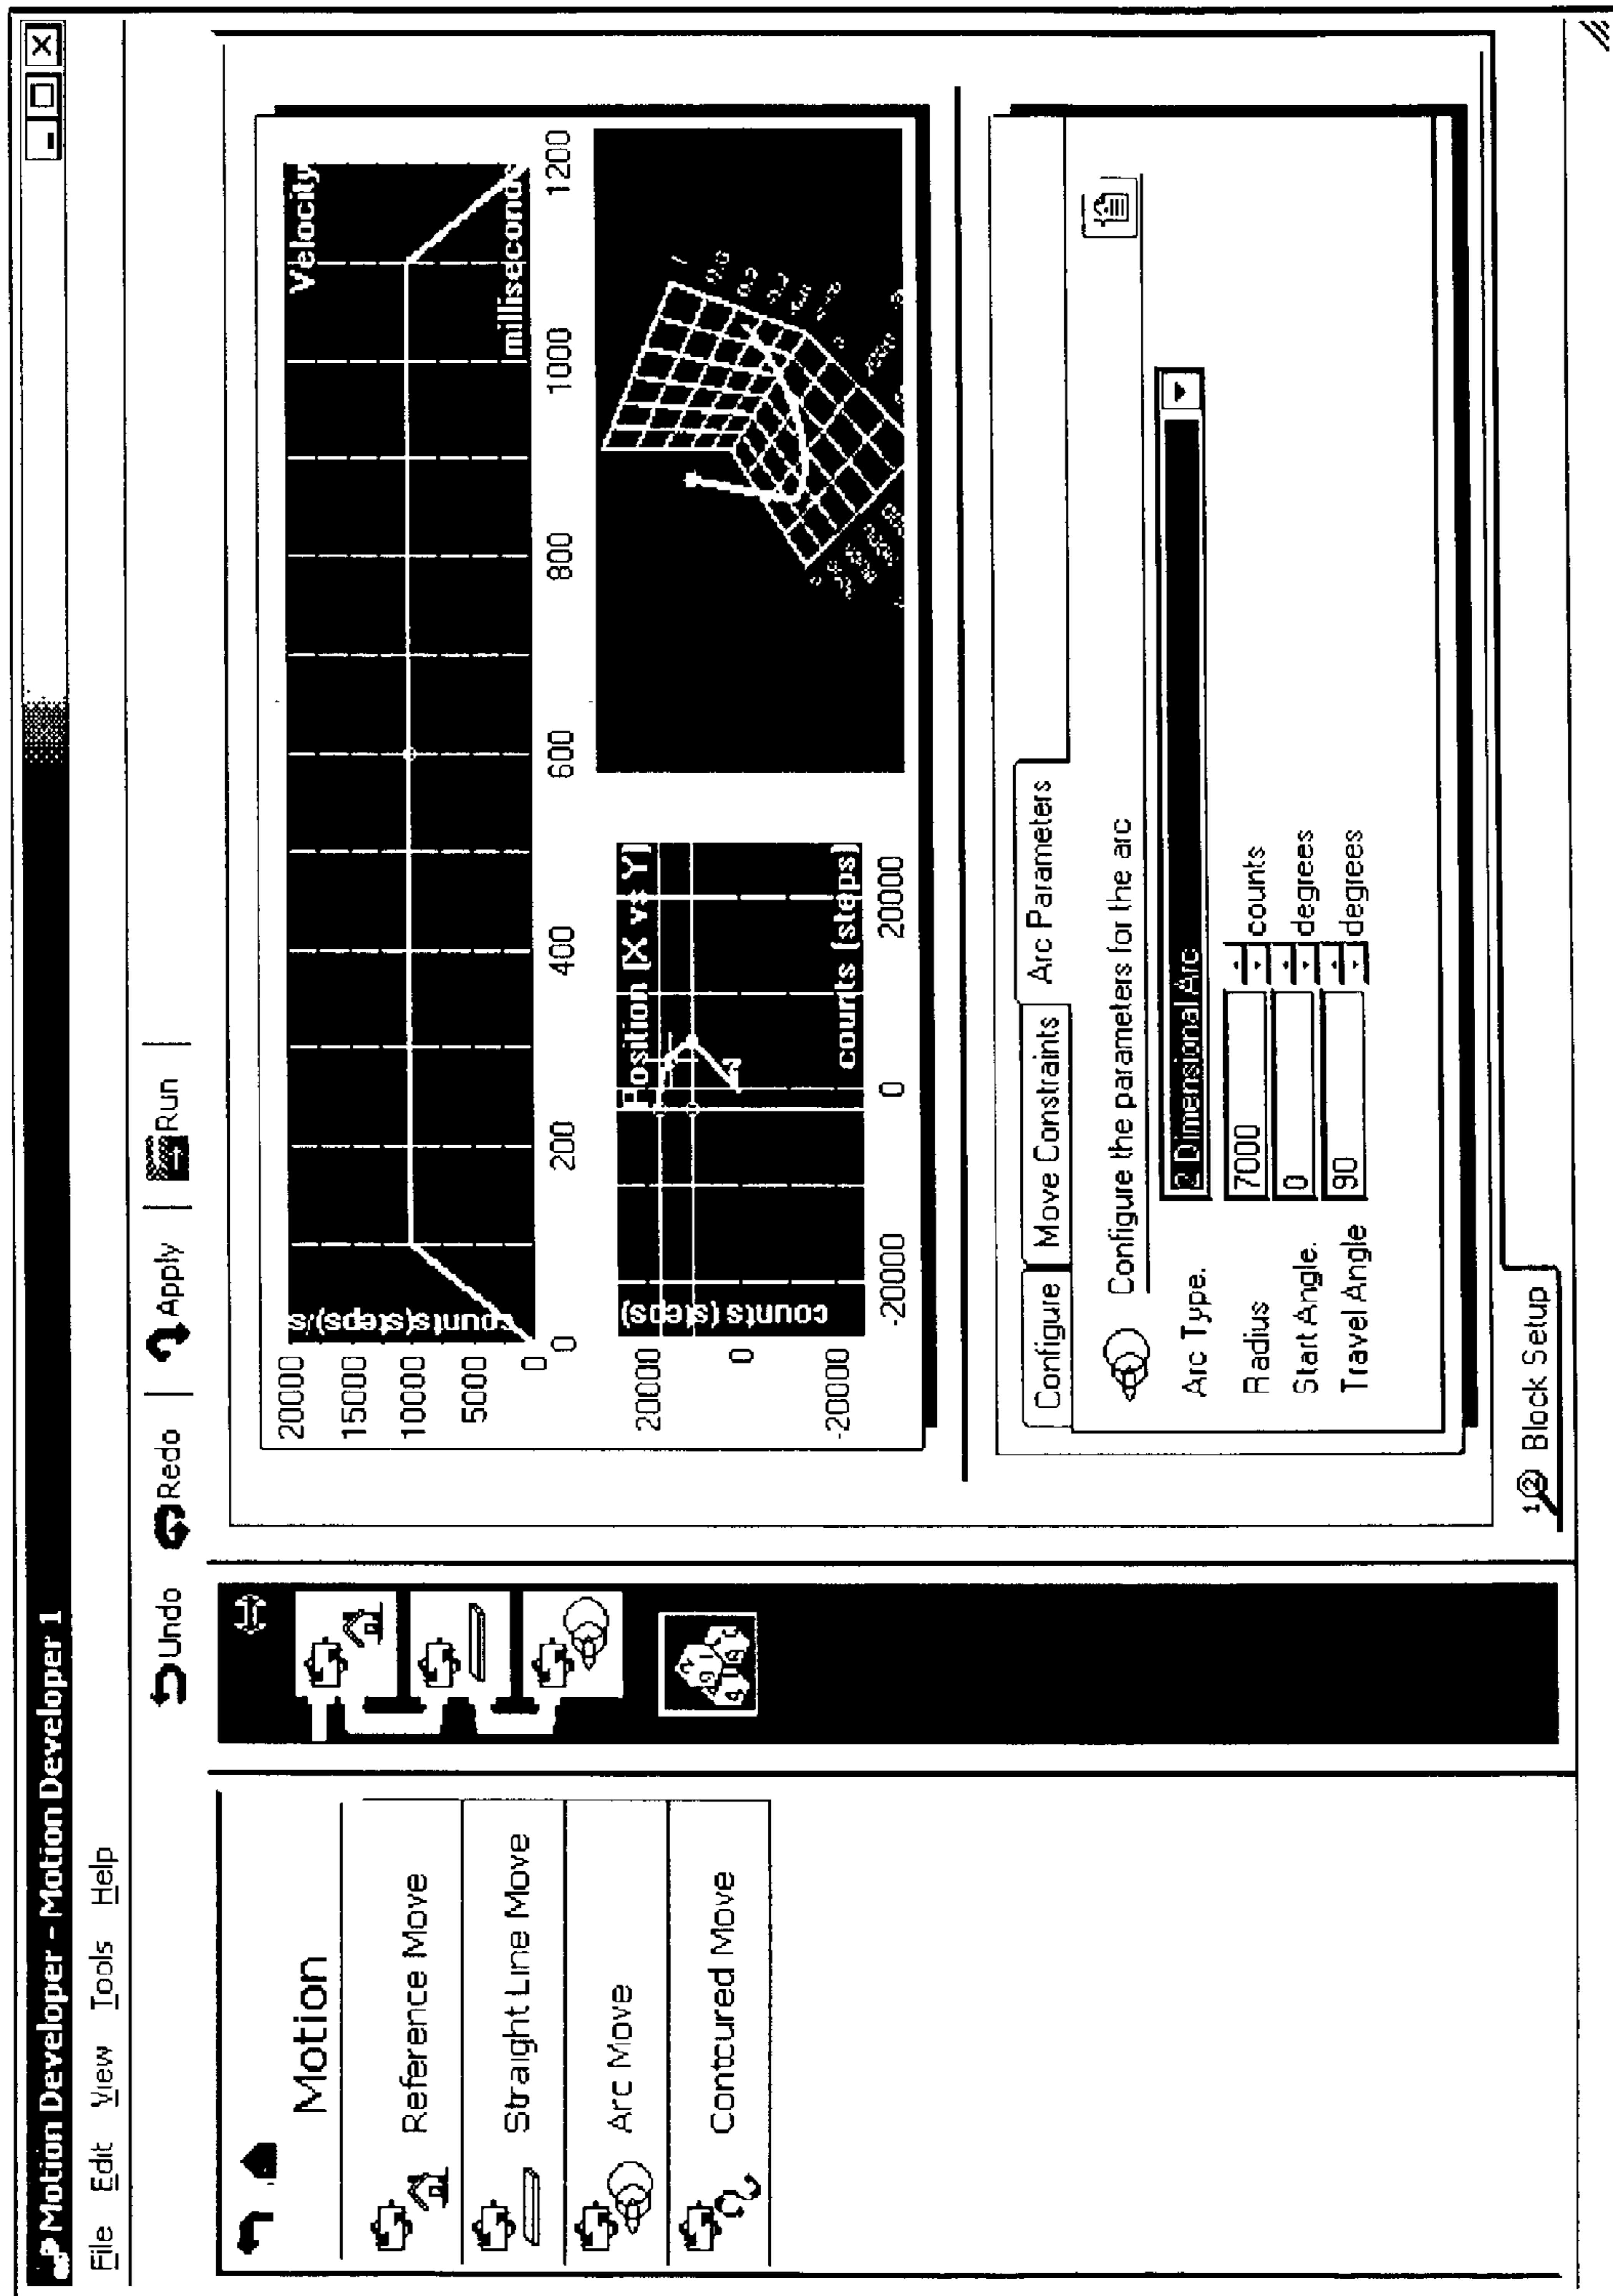 Motion Developer - Motion Developer 1
File Edit View Tools Help
Undo Redo Apply Run
Motion
Reference Move
Straight Line Move
Arc Move
Contoured Move
Velocity
counts(steps)/s
20000
15000
10000
5000
0
0 200 400 600 800 1000 1200
milliseconds
Position (X vs Y)
counts (steps)
20000
0
-20000
-20000 0 20000
counts (steps)
Configure Move Constraints Arc Parameters
Configure the parameters for the arc
Arc Type. 2 Dimensional Arc
Radius 7000 counts
Start Angle. 0 degrees
Travel Angle 90 degrees
Block Setup